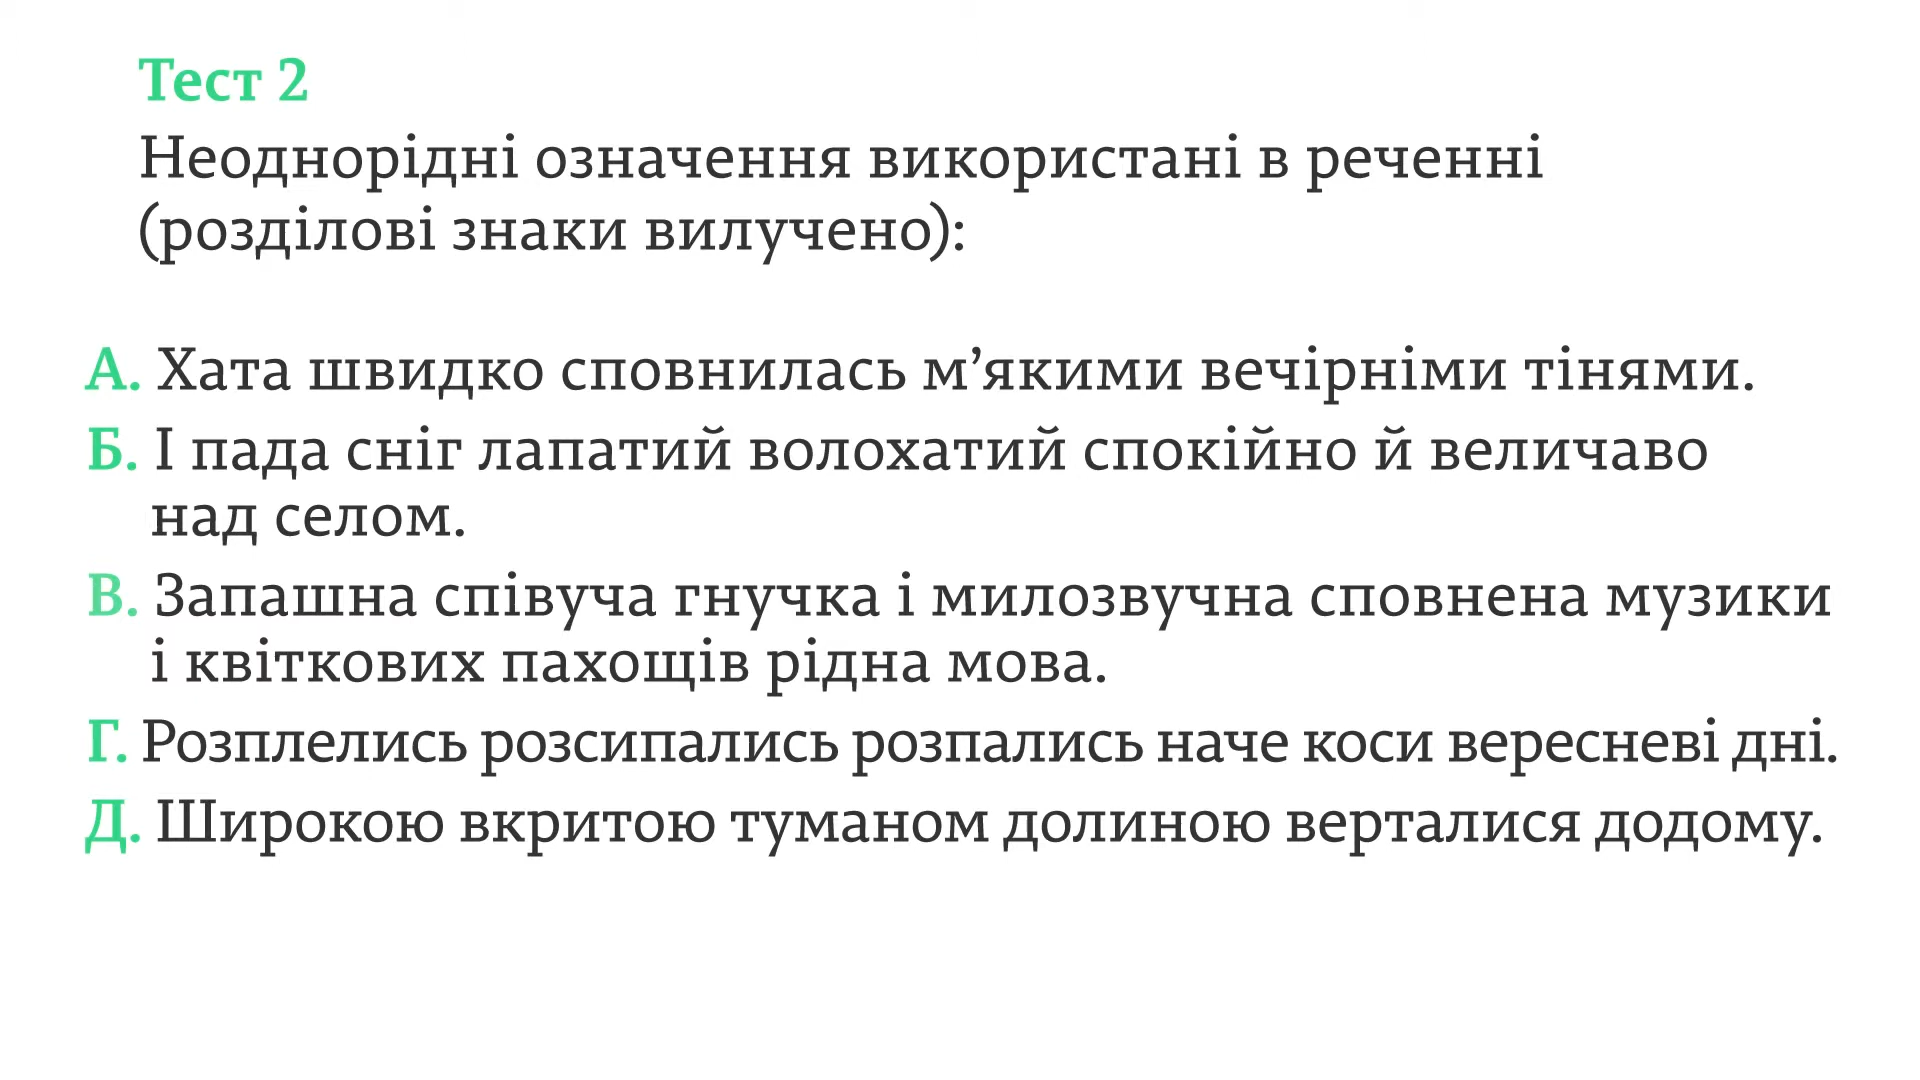 Тест 2
Неоднорідні означення використані в реченні
(розділові знаки вилучено):
А. Хата швидко сповнилась м’якими вечірніми тінями.
Б. І пада сніг лапатий волохатий спокійно й величаво
над селом.
В. Запашна співуча гнучка і милозвучна сповнена музики
і квіткових пахощів рідна мова.
Г. Розплелись розсипались розпались наче коси вересневі дні.
Д. Широкою вкритою туманом долиною верталися додому.